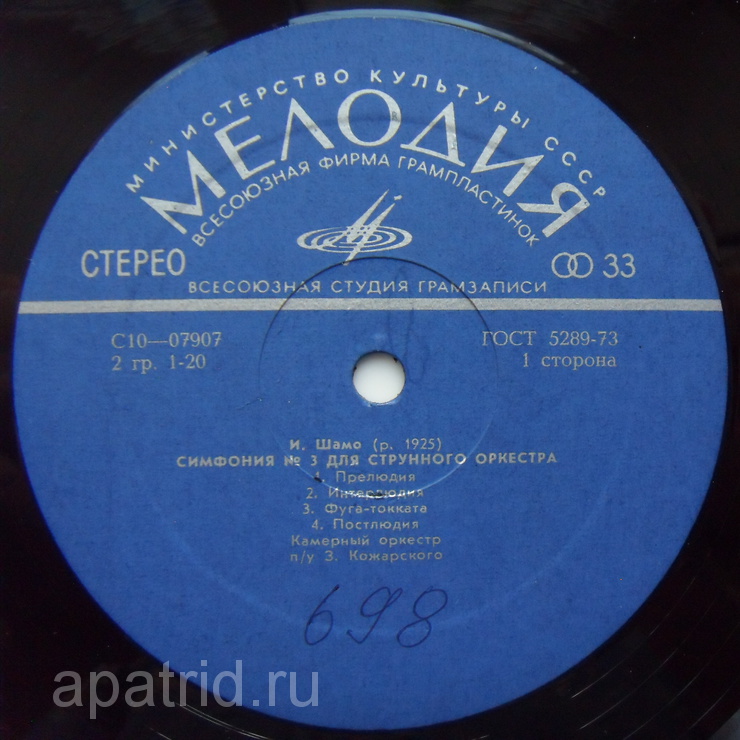 МИНИСТЕРСТВО КУЛЬТУРЫ СССР
МЕЛОДИЯ
ВСЕСОЮЗНАЯ ФИРМА ГРАМПЛАСТИНОК
СТЕРЕО
33
ВСЕСОЮЗНАЯ СТУДИЯ ГРАМЗАПИСИ
С10—07907
ГОСТ 5289-73
2 гр. 1-20
1 сторона
И. Шамо (р. 1925)
СИМФОНИЯ № 3 ДЛЯ СТРУННОГО ОРКЕСТРА
1. Прелюдия
2. Интерлюдия
3. Фуга-токката
4. Постлюдия
Камерный оркестр
п/у З. Кожарского
698
apatrid.ru